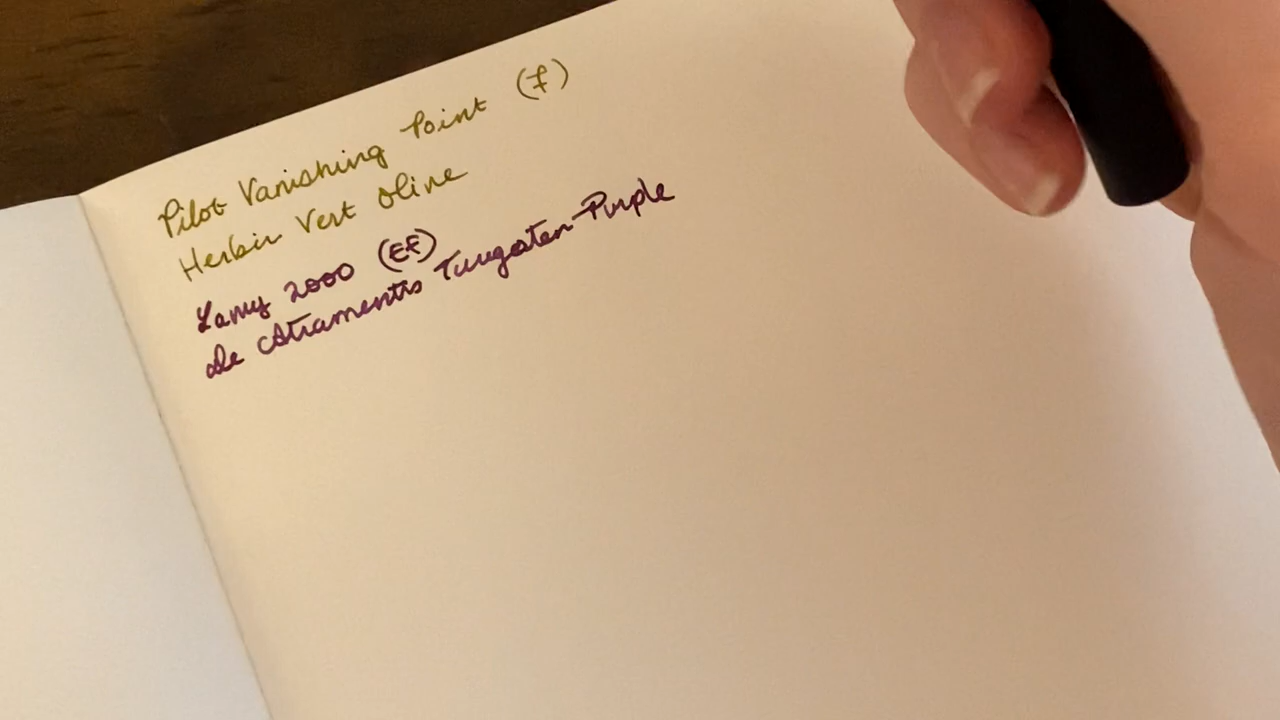 Pilot Vanishing Point (f)
Herbin Vert Olive
Lamy 2000 (EF)
De Atramentis Tungsten Purple